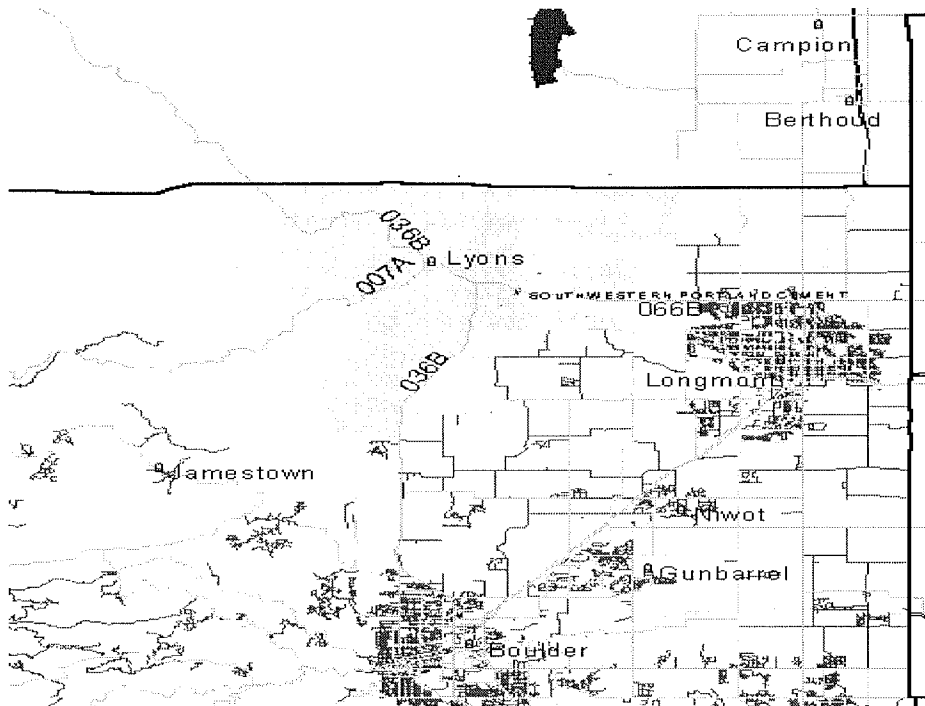 Campion
Berthoud
036B
Lyons
007A
SOUTHWESTERN PORTLAND CEMENT
066B
036B
Longmont
Jamestown
Niwot
Gunbarrel
Boulder